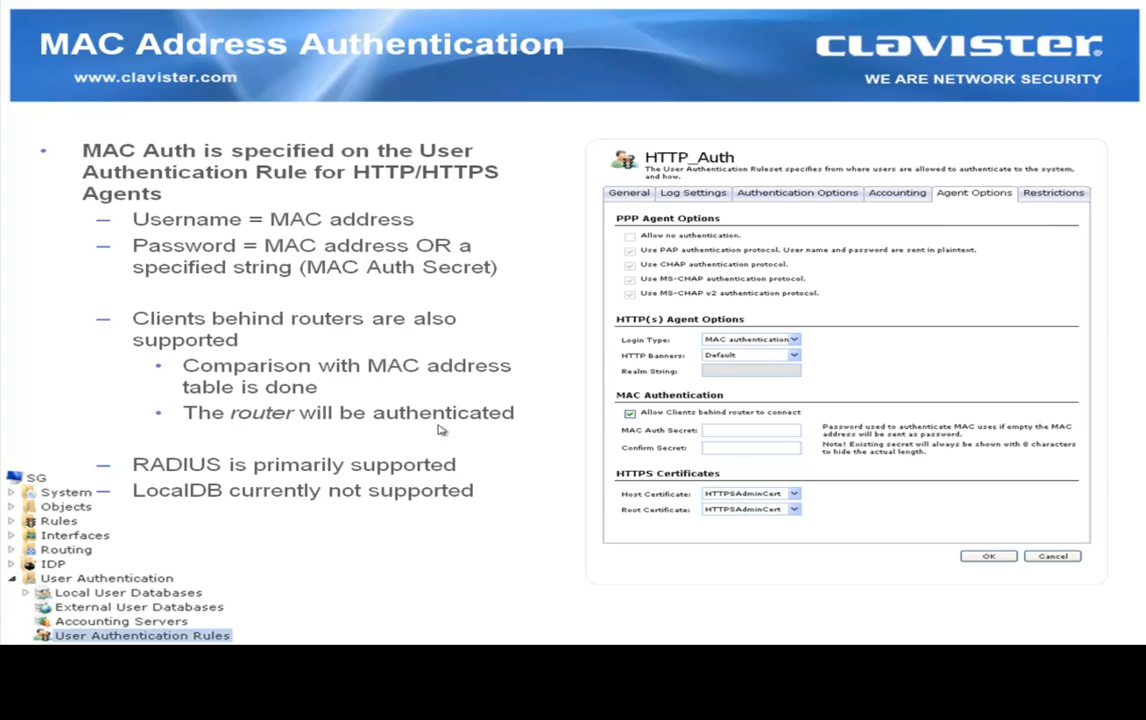 MAC Address Authentication
www.clavister.com
CLAVISTER.
WE ARE NETWORK SECURITY
• MAC Auth is specified on the User
Authentication Rule for HTTP/HTTPS
Agents
– Username = MAC address
– Password = MAC address OR a
specified string (MAC Auth Secret)
– Clients behind routers are also
supported
• Comparison with MAC address
table is done
• The router will be authenticated
– RADIUS is primarily supported
– LocalDB currently not supported
SG
System
Objects
Rules
Interfaces
Routing
IDP
User Authentication
Local User Databases
External User Databases
Accounting Servers
User Authentication Rules
HTTP_Auth
The User Authentication Ruleset specifies from where users are allowed to authenticate to the system,
and how.
General Log Settings Authentication Options Accounting Agent Options Restrictions
PPP Agent Options
Allow no authentication.
Use PAP authentication protocol. User name and password are sent in plaintext.
Use CHAP authentication protocol.
Use MS-CHAP authentication protocol.
Use MS-CHAP v2 authentication protocol.
HTTP(s) Agent Options
Login Type: MAC authentication
HTTP Banners: Default
Realm String:
MAC Authentication
Allow Clients behind router to connect
MAC Auth Secret: Password used to authenticate MAC uses if empty the MAC
address will be sent as password.
Confirm Secret: Note! Existing secret will always be shown with 8 characters
to hide the actual length.
HTTPS Certificates
Host Certificate: HTTPSAdminCert
Root Certificate: HTTPSAdminCert
OK Cancel